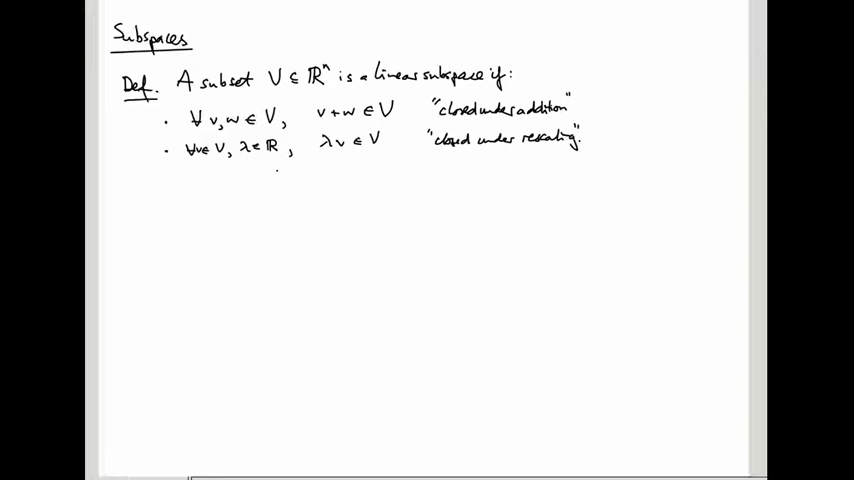 Subspaces
Def. A subset V ⊆ ℝⁿ is a linear subspace if:
· ∀ v, w ∈ V, v + w ∈ V "closed under addition"
· ∀ v ∈ V, λ ∈ ℝ, λv ∈ V "closed under rescaling".